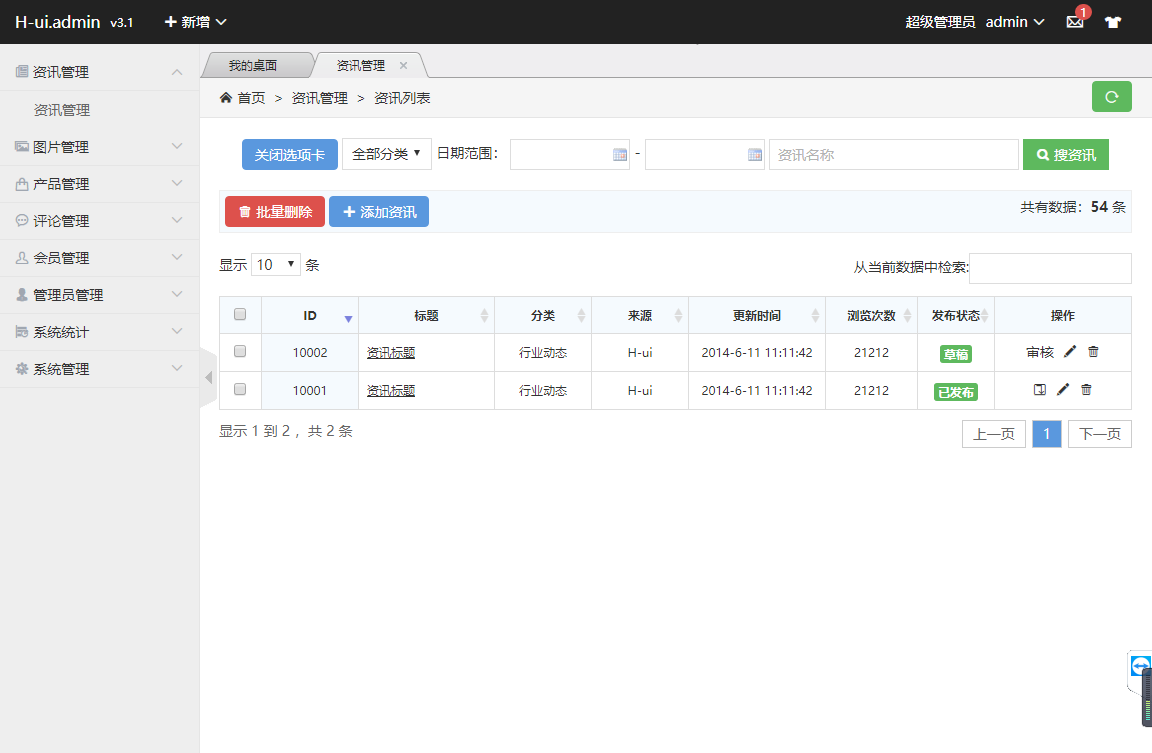 H-ui.admin v3.1 新增 超级管理员 admin 1
我的桌面 资讯管理
首页 > 资讯管理 > 资讯列表
资讯管理
资讯管理
图片管理
产品管理
评论管理
会员管理
管理员管理
系统统计
系统管理
关闭选项卡 全部分类 日期范围： - 资讯名称 搜资讯
批量删除 添加资讯 共有数据：54 条
显示 10 条 从当前数据中检索:
ID 标题 分类 来源 更新时间 浏览次数 发布状态 操作
10002 资讯标题 行业动态 H-ui 2014-6-11 11:11:42 21212 草稿 审核
10001 资讯标题 行业动态 H-ui 2014-6-11 11:11:42 21212 已发布
显示 1 到 2 ，共 2 条 上一页 1 下一页